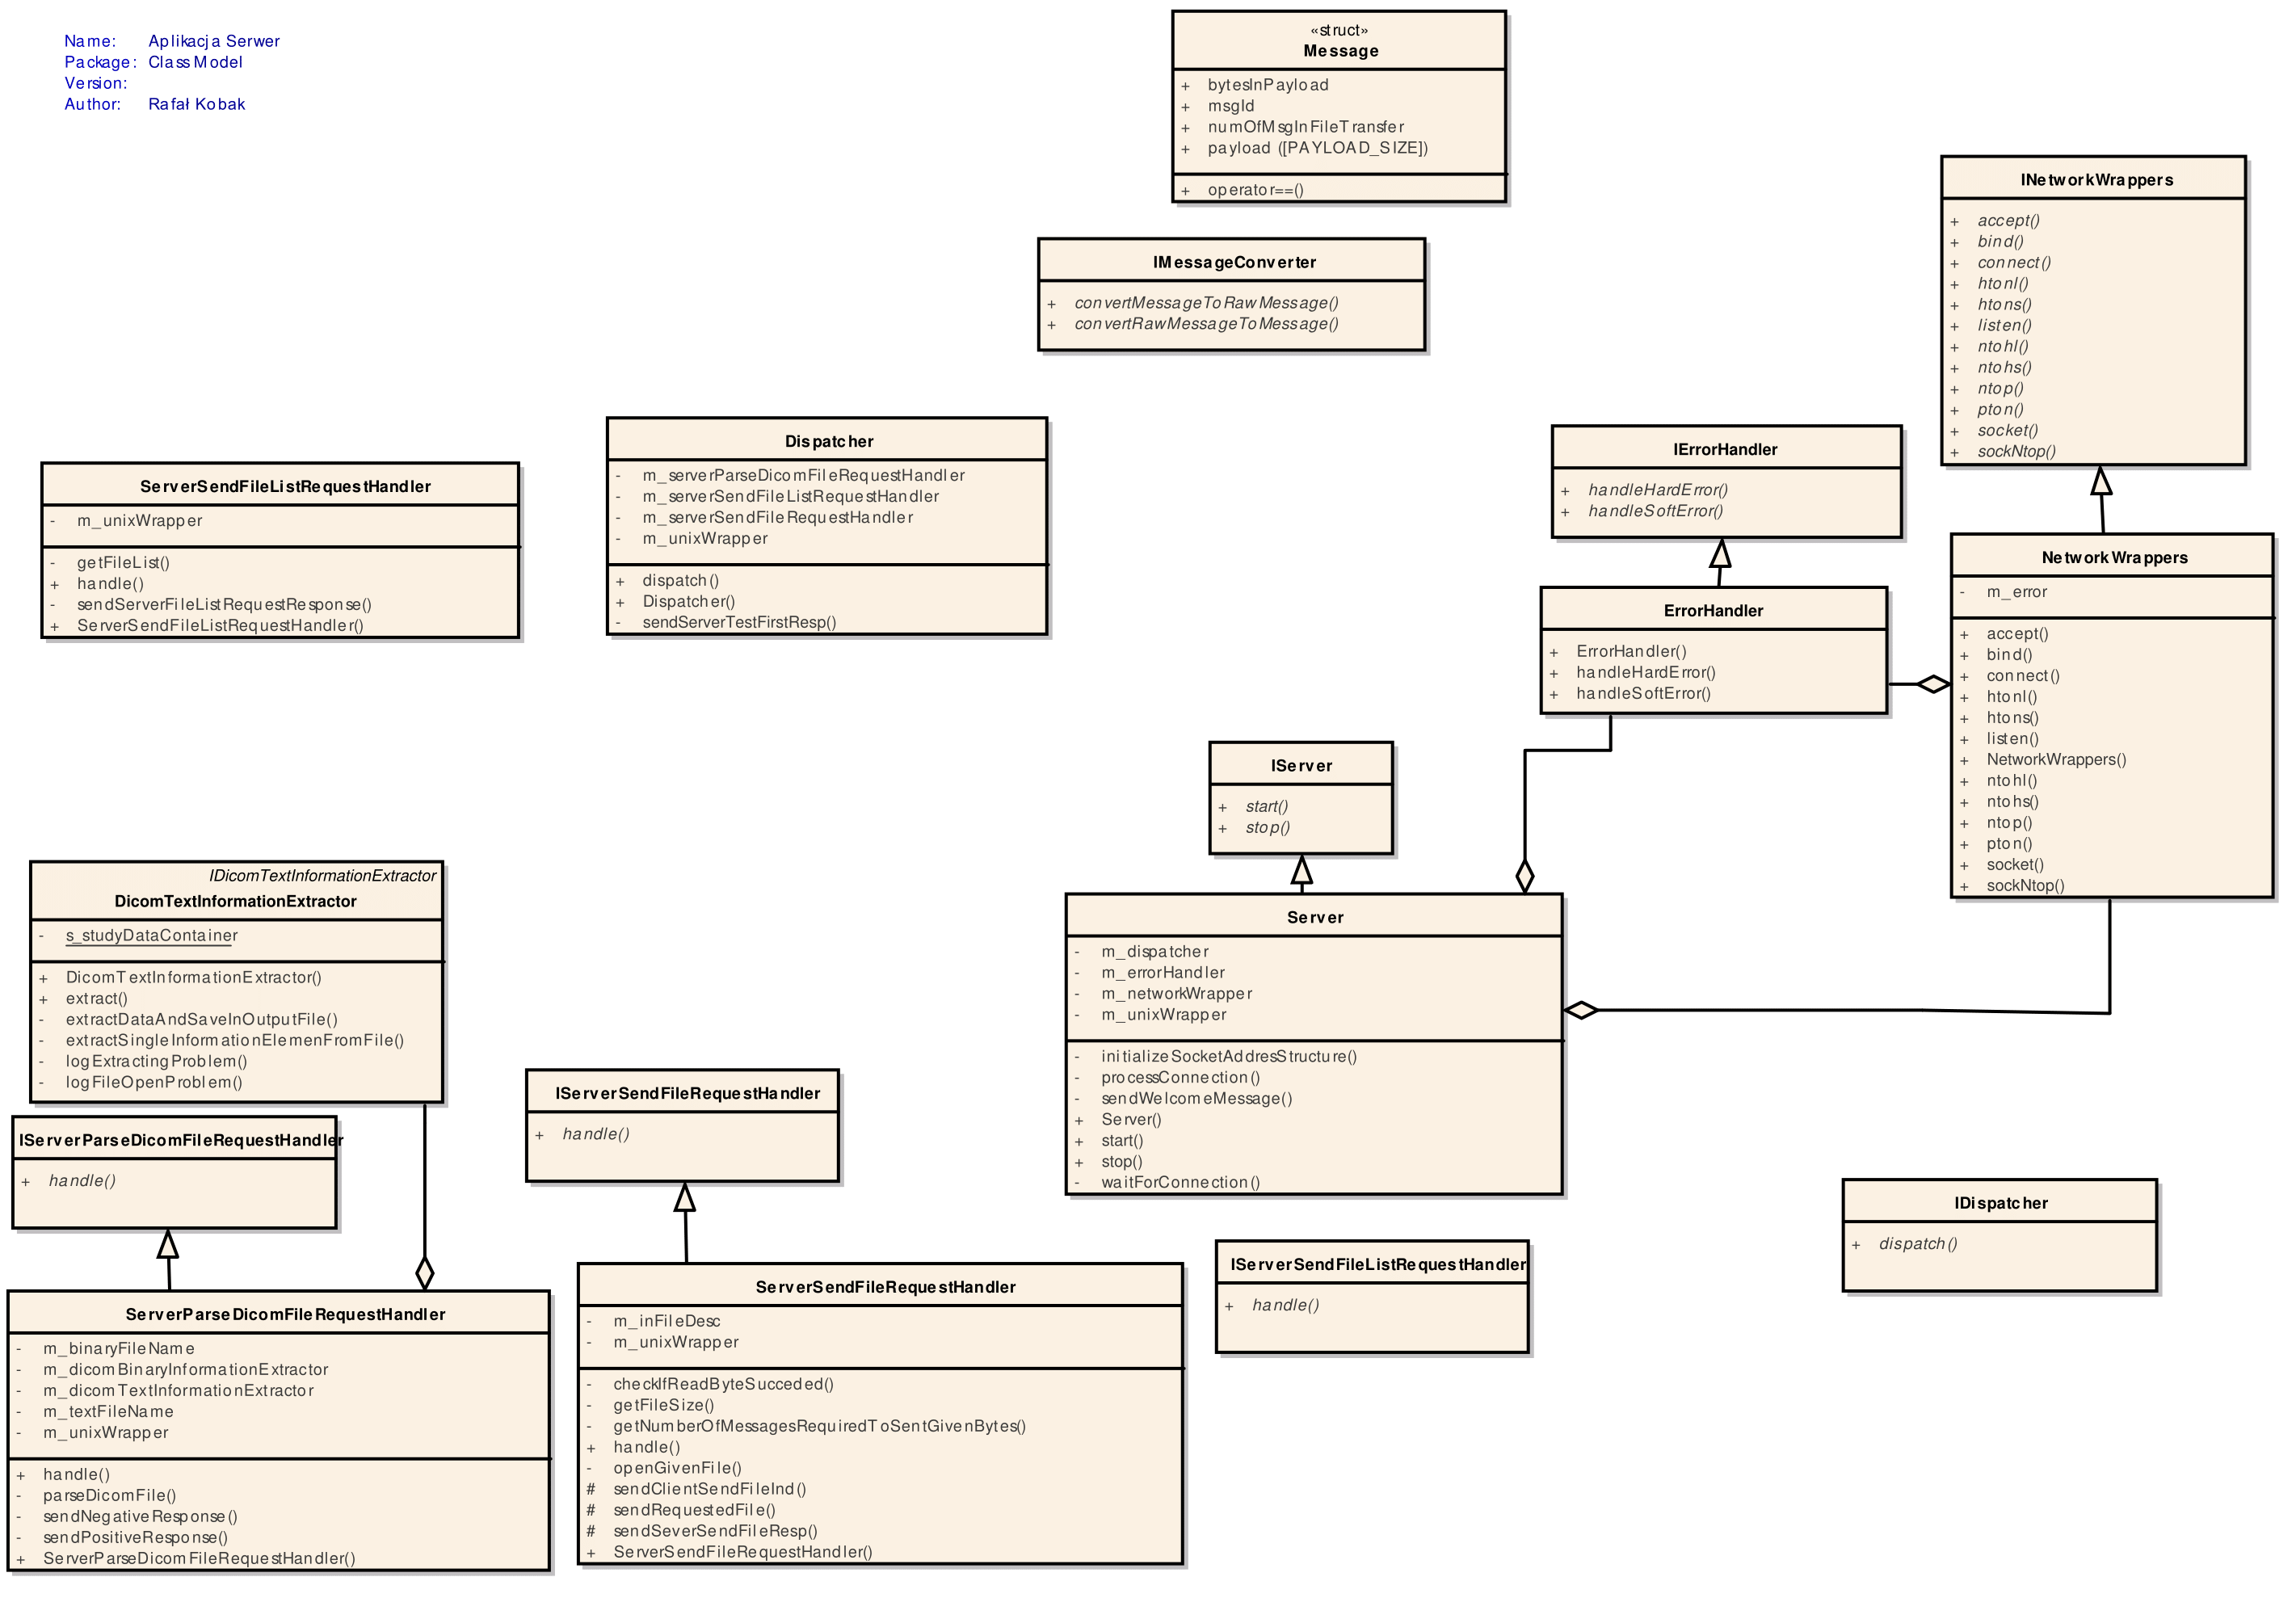 Name: Aplikacja Serwer
Package: Class Model
Version:
Author: Rafał Kobak
«struct»
Message
+ bytesInPayload
+ msgId
+ numOfMsgInFileTransfer
+ payload ([PAYLOAD_SIZE])
+ operator==()
INetworkWrappers
+ accept()
+ bind()
+ connect()
+ htonl()
+ htons()
+ listen()
+ ntohl()
+ ntohs()
+ ntop()
+ pton()
+ socket()
+ sockNtop()
IMessageConverter
+ convertMessageToRawMessage()
+ convertRawMessageToMessage()
ServerSendFileListRequestHandler
- m_unixWrapper
- getFileList()
+ handle()
- sendServerFileListRequestResponse()
+ ServerSendFileListRequestHandler()
Dispatcher
- m_serverParseDicomFileRequestHandler
- m_serverSendFileListRequestHandler
- m_serverSendFileRequestHandler
- m_unixWrapper
+ dispatch()
+ Dispatcher()
- sendServerTestFirstResp()
IErrorHandler
+ handleHardError()
+ handleSoftError()
ErrorHandler
+ ErrorHandler()
+ handleHardError()
+ handleSoftError()
NetworkWrappers
- m_error
+ accept()
+ bind()
+ connect()
+ htonl()
+ htons()
+ listen()
+ NetworkWrappers()
+ ntohl()
+ ntohs()
+ ntop()
+ pton()
+ socket()
+ sockNtop()
IServer
+ start()
+ stop()
Server
- m_dispatcher
- m_errorHandler
- m_networkWrapper
- m_unixWrapper
- initializeSocketAddresStructure()
- processConnection()
- sendWelcomeMessage()
+ Server()
+ start()
+ stop()
- waitForConnection()
IDicomTextInformationExtractor
DicomTextInformationExtractor
- s_studyDataContainer
+ DicomTextInformationExtractor()
+ extract()
- extractDataAndSaveInOutputFile()
- extractSingleInformationElemenFromFile()
- logExtractingProblem()
- logFileOpenProblem()
IServerParseDicomFileRequestHandler
+ handle()
IServerSendFileRequestHandler
+ handle()
ServerParseDicomFileRequestHandler
- m_binaryFileName
- m_dicomBinaryInformationExtractor
- m_dicomTextInformationExtractor
- m_textFileName
- m_unixWrapper
+ handle()
- parseDicomFile()
- sendNegativeResponse()
- sendPositiveResponse()
+ ServerParseDicomFileRequestHandler()
ServerSendFileRequestHandler
- m_inFileDesc
- m_unixWrapper
- checkIfReadByteSucceded()
- getFileSize()
- getNumberOfMessagesRequiredToSentGivenBytes()
+ handle()
- openGivenFile()
# sendClientSendFileInd()
# sendRequestedFile()
# sendSeverSendFileResp()
+ ServerSendFileRequestHandler()
IServerSendFileListRequestHandler
+ handle()
IDispatcher
+ dispatch()